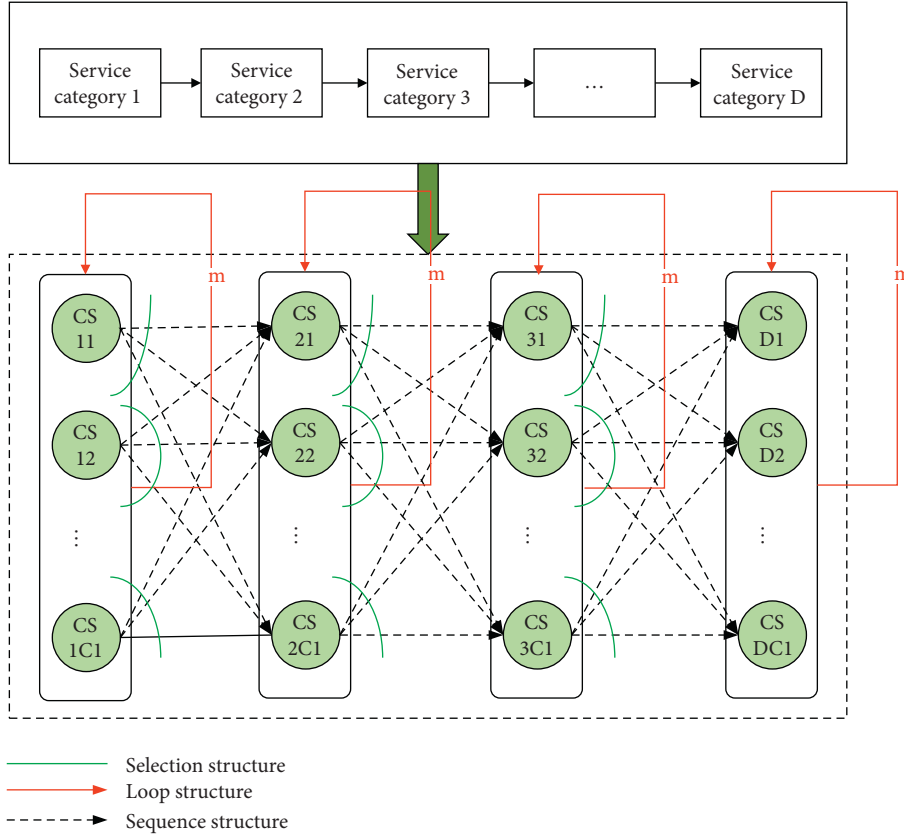 Service
category 1
Service
category 2
Service
category 3
...
Service
category D
m
m
m
m
CS
11
CS
21
CS
31
CS
D1
CS
12
CS
22
CS
32
CS
D2
...
...
...
...
CS
1C1
CS
2C1
CS
3C1
CS
DC1
Selection structure
Loop structure
Sequence structure